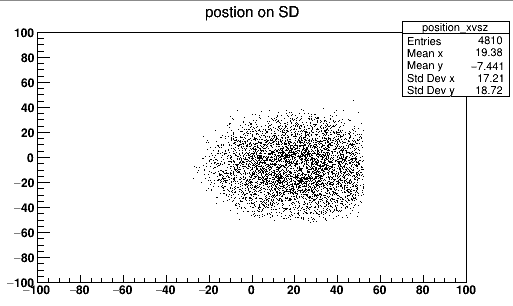 postion on SD
position_xvsz
Entries 4810
Mean x 19.38
Mean y −7.441
Std Dev x 17.21
Std Dev y 18.72
100
80
60
40
20
0
−20
−40
−60
−80
−100
−100 −80 −60 −40 −20 0 20 40 60 80 100